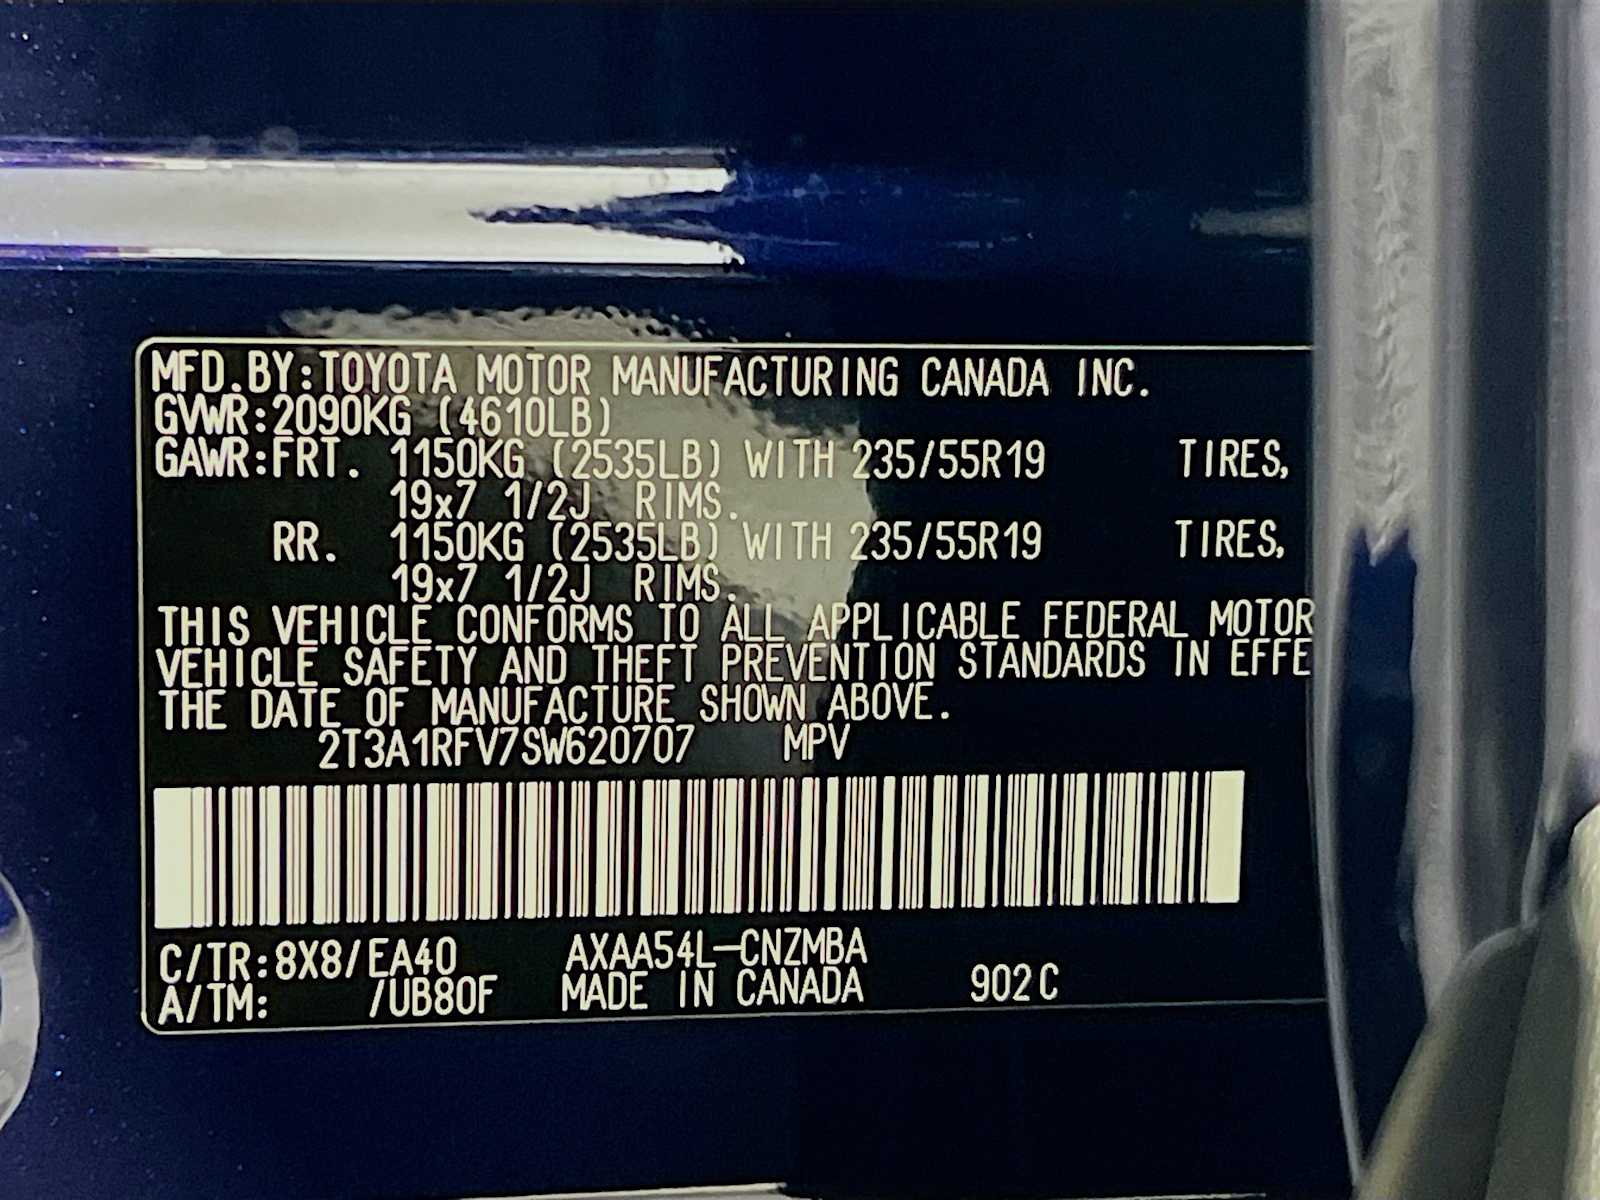 MFD.BY:TOYOTA MOTOR MANUFACTURING CANADA INC.
GVWR:2090KG (4610LB)
GAWR:FRT. 1150KG (2535LB) WITH 235/55R19 TIRES,
19x7 1/2J RIMS.
RR. 1150KG (2535LB) WITH 235/55R19 TIRES,
19x7 1/2J RIMS.
THIS VEHICLE CONFORMS TO ALL APPLICABLE FEDERAL MOTOR
VEHICLE SAFETY AND THEFT PREVENTION STANDARDS IN EFFE
THE DATE OF MANUFACTURE SHOWN ABOVE.
2T3A1RFV7SW620707 MPV
C/TR:8X8/EA40 AXAA54L-CNZMBA
A/TM: /UB80F MADE IN CANADA 902C